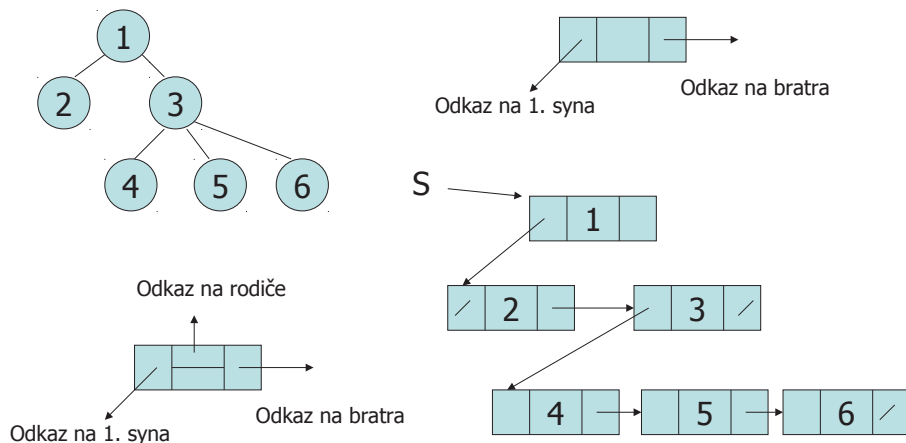 1
2 3
4 5 6
Odkaz na 1. syna
Odkaz na bratra
S
1
2 3
4 5 6
Odkaz na rodiče
Odkaz na 1. syna
Odkaz na bratra